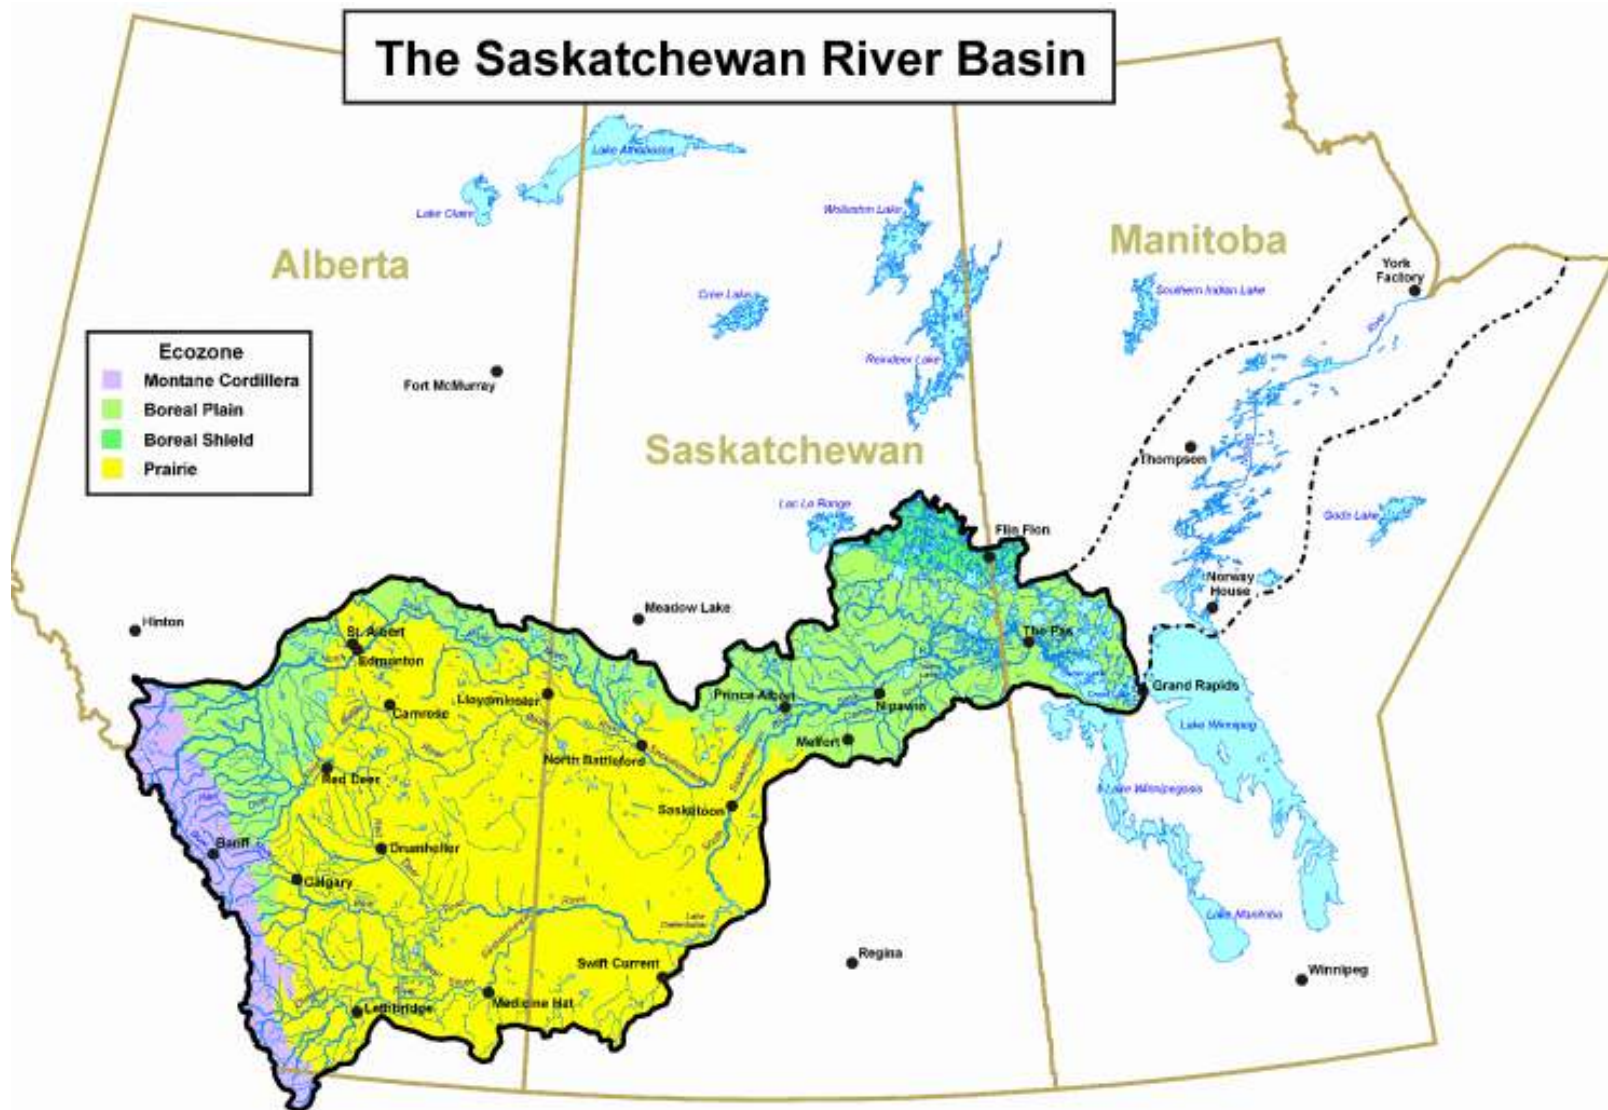 The Saskatchewan River Basin
Lake Athabasca
Lake Claire
Wollaston Lake
Alberta
Manitoba
York
Factory
Cree Lake
Southern Indian Lake
Reindeer Lake
Ecozone
Montane Cordillera
Boreal Plain
Boreal Shield
Prairie
Fort McMurray
Saskatchewan
Thompson
Lac La Ronge
Gods Lake
Flin Flon
Norway
House
Hinton
Meadow Lake
St. Albert
Edmonton
The Pas
Lloydminster
Prince Albert
Nipawin
Grand Rapids
Camrose
Lake Winnipeg
Melfort
North Battleford
Red Deer
Saskatoon
Lake Winnipegosis
Banff
Drumheller
Calgary
Bow
River
Lake
Lake Manitoba
Regina
Swift Current
Winnipeg
South
Medicine Hat
Lethbridge